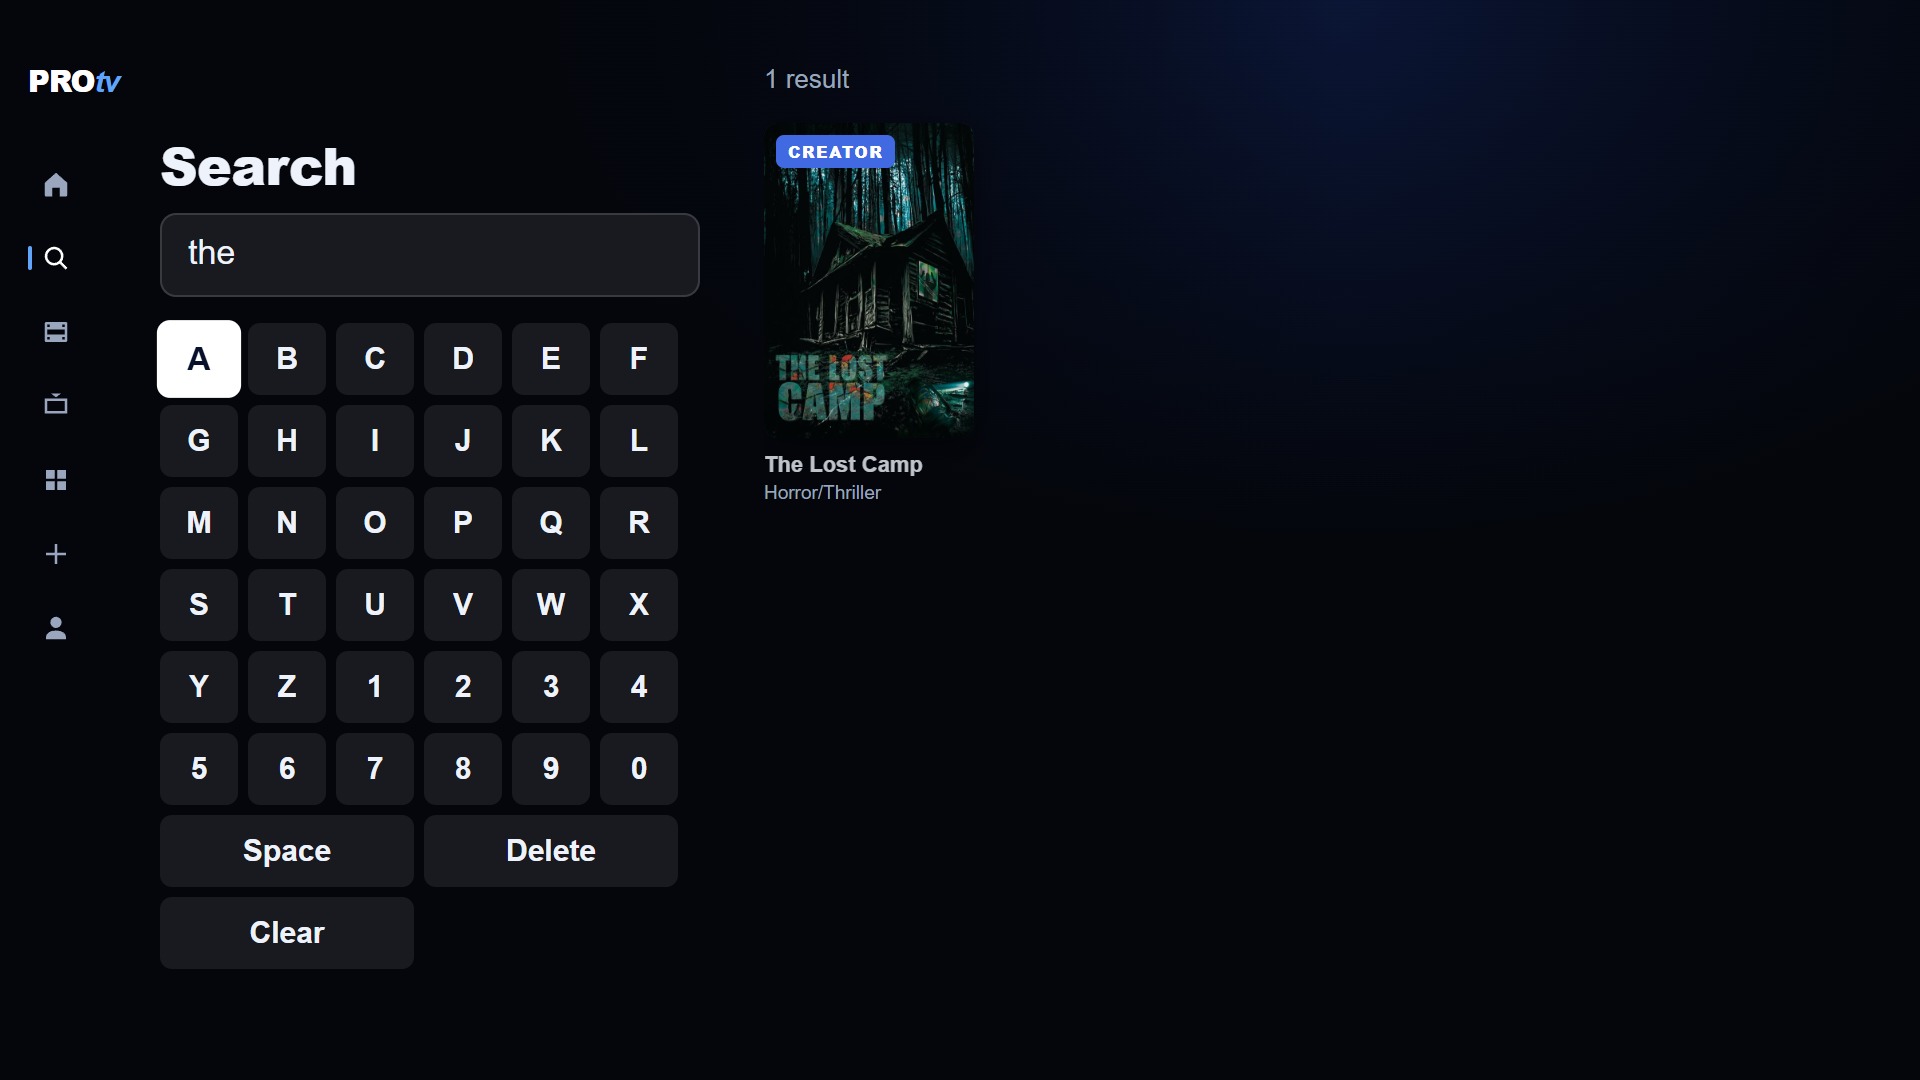 PROtv
Search
the
A B C D E F
G H I J K L
M N O P Q R
S T U V W X
Y Z 1 2 3 4
5 6 7 8 9 0
Space Delete
Clear
1 result
CREATOR
THE LOST
CAMP
The Lost Camp
Horror/Thriller